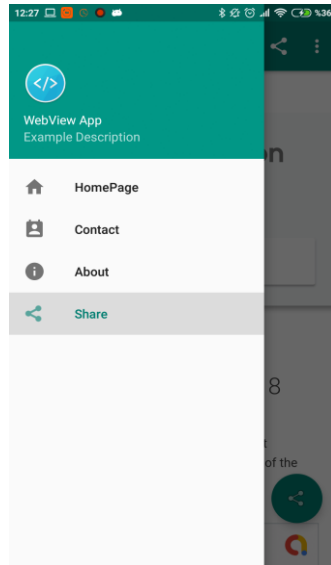 12:27 %36
</>
WebView App
Example Description
on
HomePage
Contact
About
Share
8
t
of the